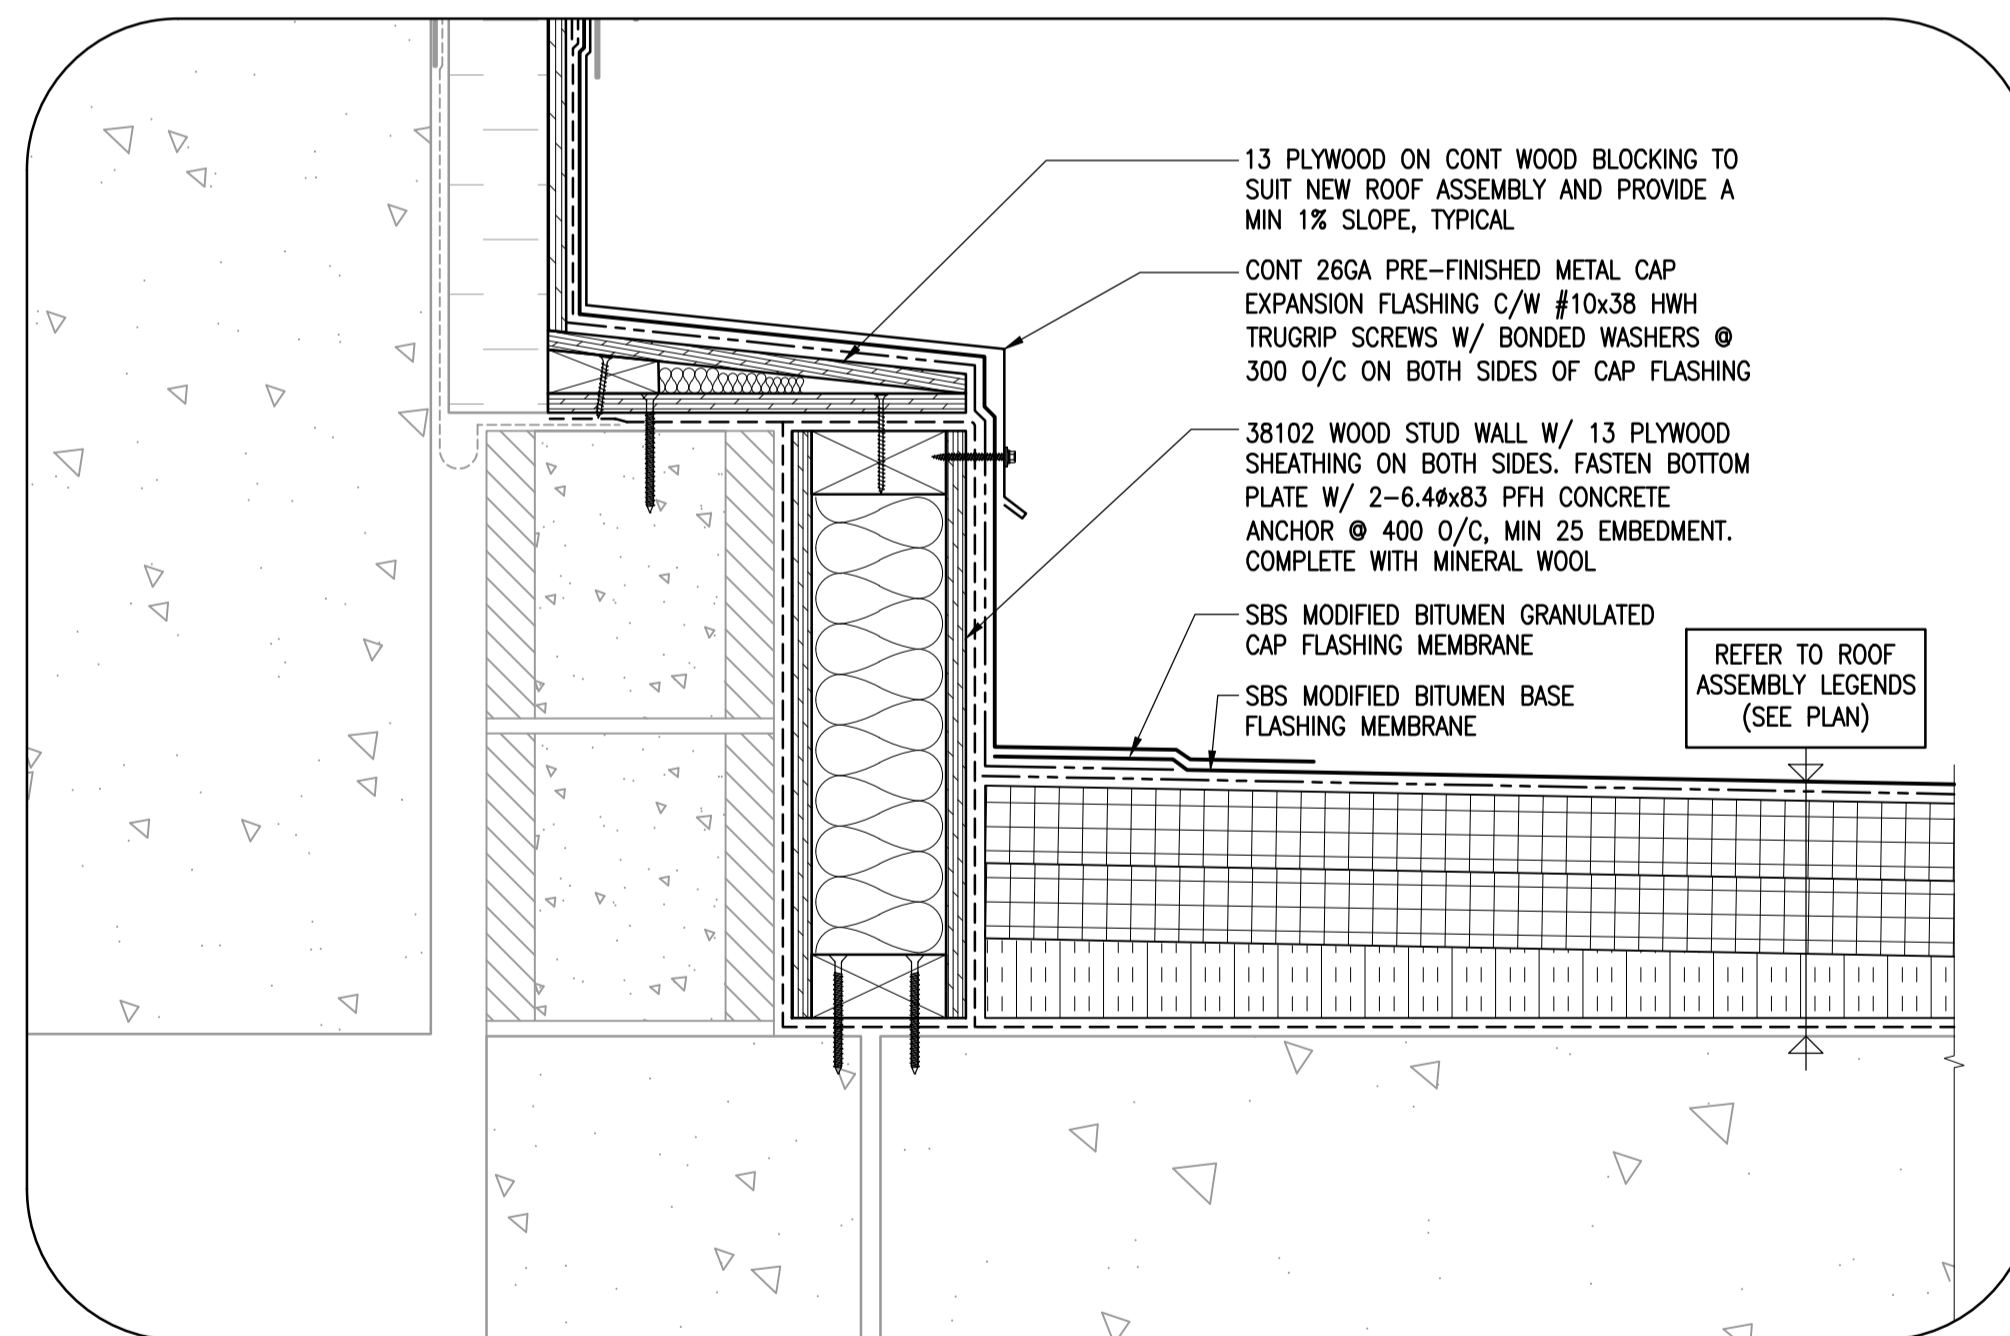 13 PLYWOOD ON CONT WOOD BLOCKING TO
SUIT NEW ROOF ASSEMBLY AND PROVIDE A
MIN 1% SLOPE, TYPICAL
CONT 26GA PRE-FINISHED METAL CAP
EXPANSION FLASHING C/W #10x38 HWH
TRUGRIP SCREWS W/ BONDED WASHERS @
300 O/C ON BOTH SIDES OF CAP FLASHING
38102 WOOD STUD WALL W/ 13 PLYWOOD
SHEATHING ON BOTH SIDES. FASTEN BOTTOM
PLATE W/ 2-6.4øx83 PFH CONCRETE
ANCHOR @ 400 O/C, MIN 25 EMBEDMENT.
COMPLETE WITH MINERAL WOOL
SBS MODIFIED BITUMEN GRANULATED
CAP FLASHING MEMBRANE
SBS MODIFIED BITUMEN BASE
FLASHING MEMBRANE
REFER TO ROOF
ASSEMBLY LEGENDS
(SEE PLAN)